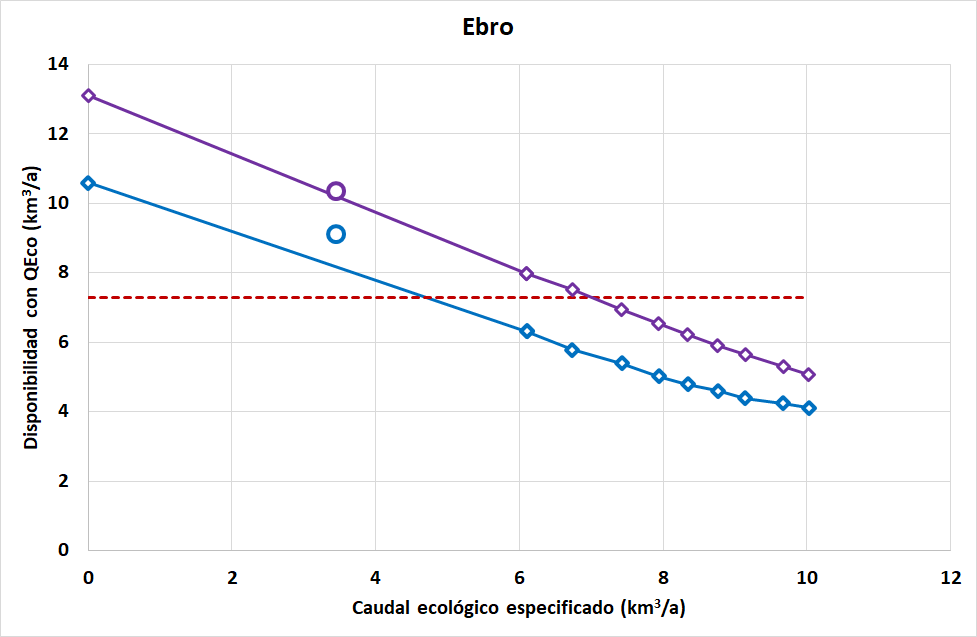 Ebro
14
12
10
8
6
4
2
0
Disponibilidad con QEco (km³/a)
0 2 4 6 8 10 12
Caudal ecológico especificado (km³/a)